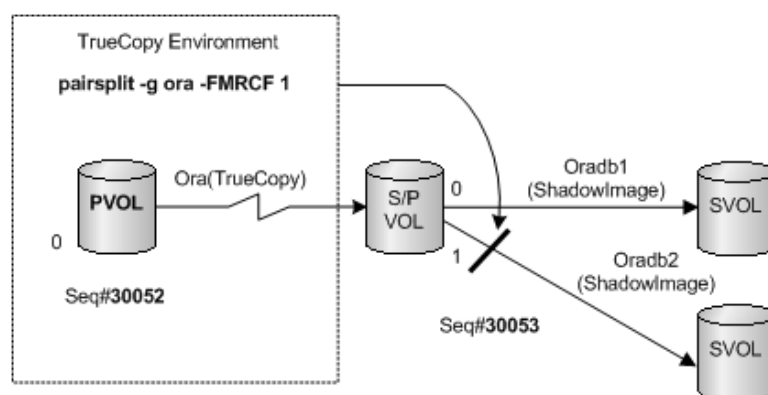 TrueCopy Environment
pairsplit -g ora -FMRCF 1
PVOL
0
Ora(TrueCopy)
S/P
VOL
0
1
Oradb1
(ShadowImage)
SVOL
Oradb2
(ShadowImage)
SVOL
Seq#30052
Seq#30053